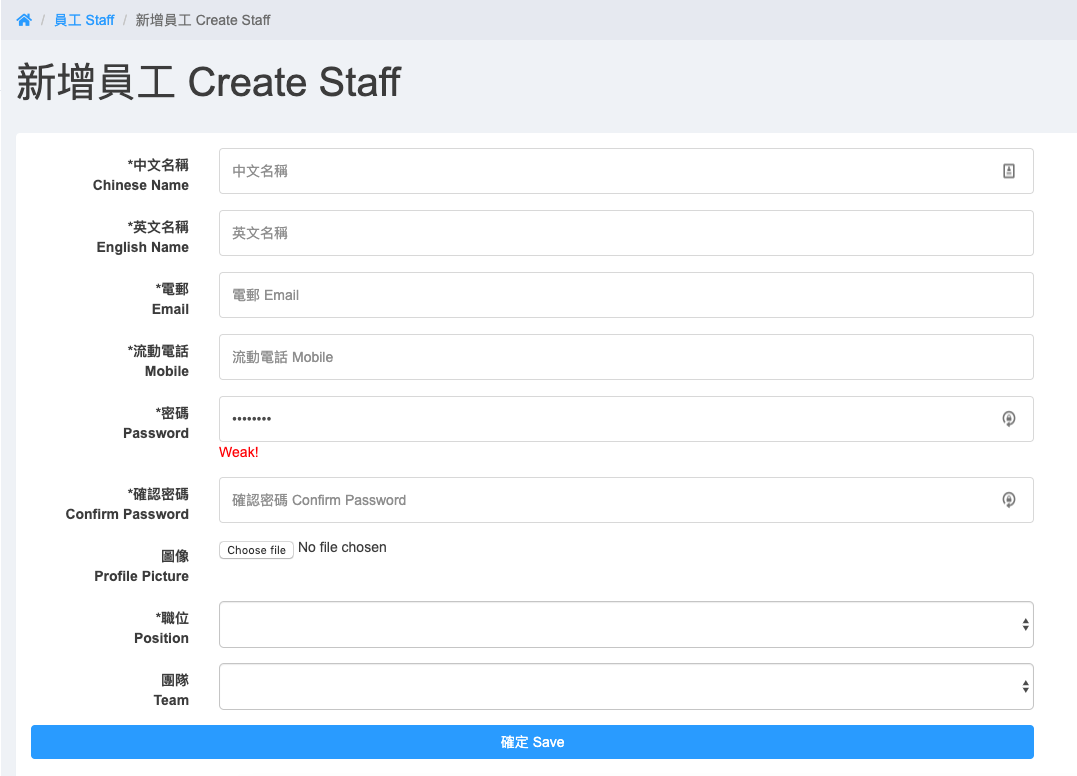 / 員工 Staff / 新增員工 Create Staff
新增員工 Create Staff
*中文名稱
Chinese Name
中文名稱
*英文名稱
English Name
英文名稱
*電郵
Email
電郵 Email
*流動電話
Mobile
流動電話 Mobile
*密碼
Password
••••••••
Weak!
*確認密碼
Confirm Password
確認密碼 Confirm Password
圖像
Profile Picture
Choose file No file chosen
*職位
Position
團隊
Team
確定 Save